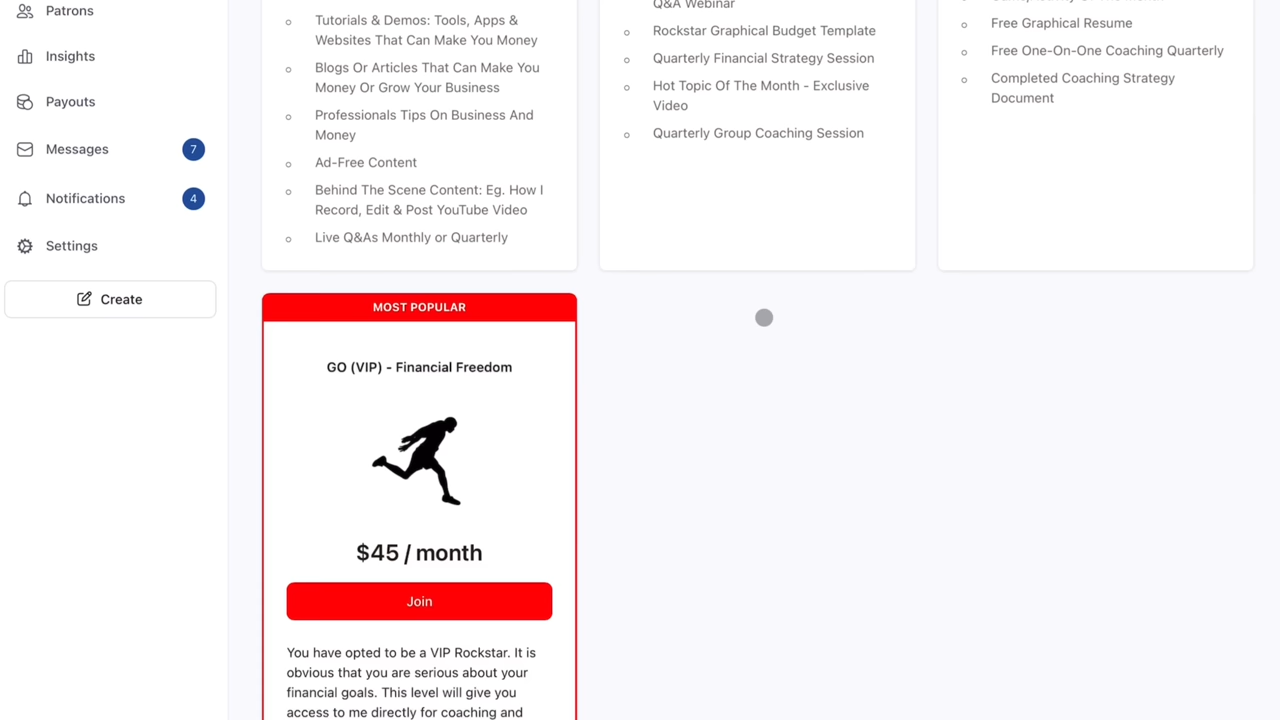 Patrons
Insights
Payouts
Messages 7
Notifications 4
Settings
Create
Tutorials & Demos: Tools, Apps &
Websites That Can Make You Money
Blogs Or Articles That Can Make You
Money Or Grow Your Business
Professionals Tips On Business And
Money
Ad-Free Content
Behind The Scene Content: Eg. How I
Record, Edit & Post YouTube Video
Live Q&As Monthly or Quarterly
Q&A Webinar
Rockstar Graphical Budget Template
Quarterly Financial Strategy Session
Hot Topic Of The Month - Exclusive
Video
Quarterly Group Coaching Session
Free Graphical Resume
Free One-On-One Coaching Quarterly
Completed Coaching Strategy
Document
MOST POPULAR
GO (VIP) - Financial Freedom
$45 / month
Join
You have opted to be a VIP Rockstar. It is
obvious that you are serious about your
financial goals. This level will give you
access to me directly for coaching and